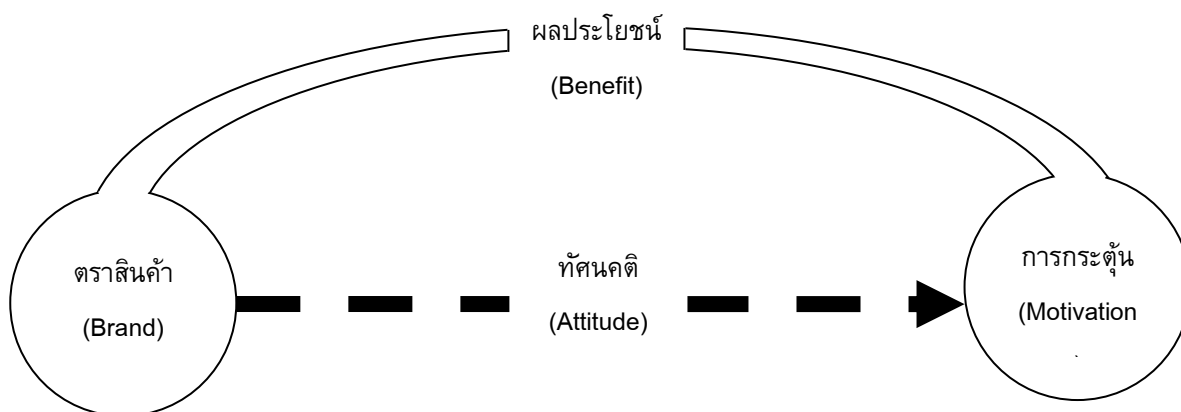 ผลประโยชน์
(Benefit)
ตราสินค้า
(Brand)
ทัศนคติ
(Attitude)
การกระตุ้น
(Motivation